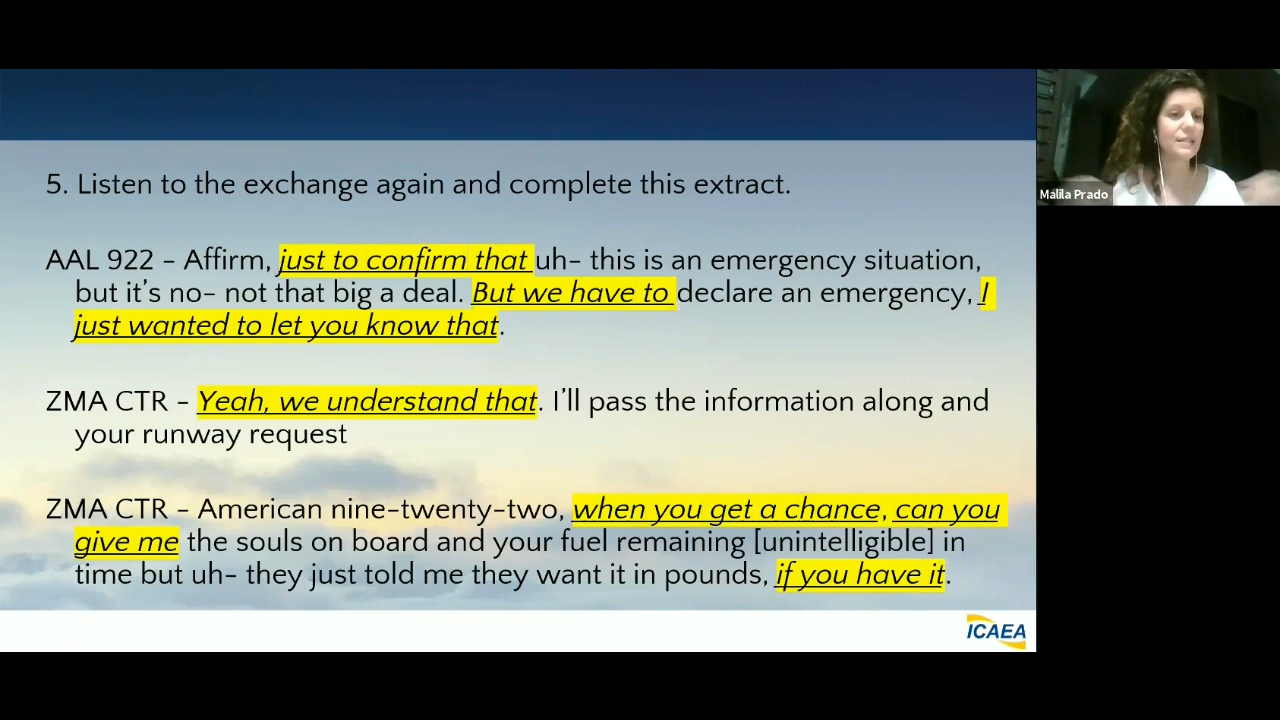 5. Listen to the exchange again and complete this extract.
AAL 922 – Affirm, just to confirm that uh– this is an emergency situation,
but it's no– not that big a deal. But we have to declare an emergency, I
just wanted to let you know that.
ZMA CTR – Yeah, we understand that. I'll pass the information along and
your runway request
ZMA CTR – American nine-twenty-two, when you get a chance, can you
give me the souls on board and your fuel remaining [unintelligible] in
time but uh– they just told me they want it in pounds, if you have it.
ICAEA
Malila Prado